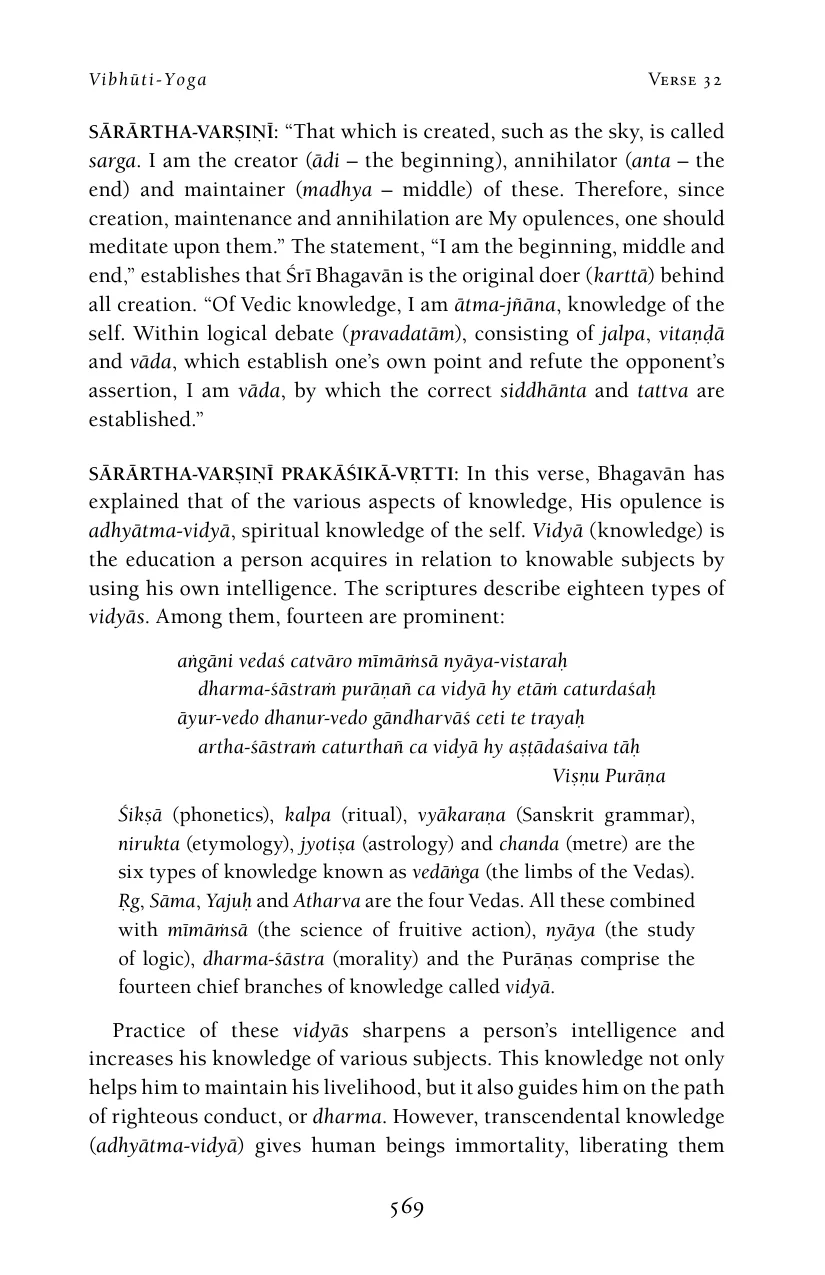 Vibhūti-Yoga Verse 32
SĀRĀRTHA-VARṢIṆĪ: “That which is created, such as the sky, is called
sarga. I am the creator (ādi – the beginning), annihilator (anta – the
end) and maintainer (madhya – middle) of these. Therefore, since
creation, maintenance and annihilation are My opulences, one should
meditate upon them.” The statement, “I am the beginning, middle and
end,” establishes that Śrī Bhagavān is the original doer (karttā) behind
all creation. “Of Vedic knowledge, I am ātma-jñāna, knowledge of the
self. Within logical debate (pravadatām), consisting of jalpa, vitaṇḍā
and vāda, which establish one’s own point and refute the opponent’s
assertion, I am vāda, by which the correct siddhānta and tattva are
established.”
SĀRĀRTHA-VARṢIṆĪ PRAKĀŚIKĀ-VṚTTI: In this verse, Bhagavān has
explained that of the various aspects of knowledge, His opulence is
adhyātma-vidyā, spiritual knowledge of the self. Vidyā (knowledge) is
the education a person acquires in relation to knowable subjects by
using his own intelligence. The scriptures describe eighteen types of
vidyās. Among them, fourteen are prominent:
aṅgāni vedaś catvāro mīmāṁsā nyāya-vistaraḥ
dharma-śāstraṁ purāṇañ ca vidyā hy etāṁ caturdaśaḥ
āyur-vedo dhanur-vedo gāndharvāś ceti te trayaḥ
artha-śāstraṁ caturthañ ca vidyā hy aṣṭādaśaiva tāḥ
Viṣṇu Purāṇa
Śikṣā (phonetics), kalpa (ritual), vyākaraṇa (Sanskrit grammar),
nirukta (etymology), jyotiṣa (astrology) and chanda (metre) are the
six types of knowledge known as vedāṅga (the limbs of the Vedas).
Ṛg, Sāma, Yajuḥ and Atharva are the four Vedas. All these combined
with mīmāṁsā (the science of fruitive action), nyāya (the study
of logic), dharma-śāstra (morality) and the Purāṇas comprise the
fourteen chief branches of knowledge called vidyā.
Practice of these vidyās sharpens a person’s intelligence and
increases his knowledge of various subjects. This knowledge not only
helps him to maintain his livelihood, but it also guides him on the path
of righteous conduct, or dharma. However, transcendental knowledge
(adhyātma-vidyā) gives human beings immortality, liberating them
569